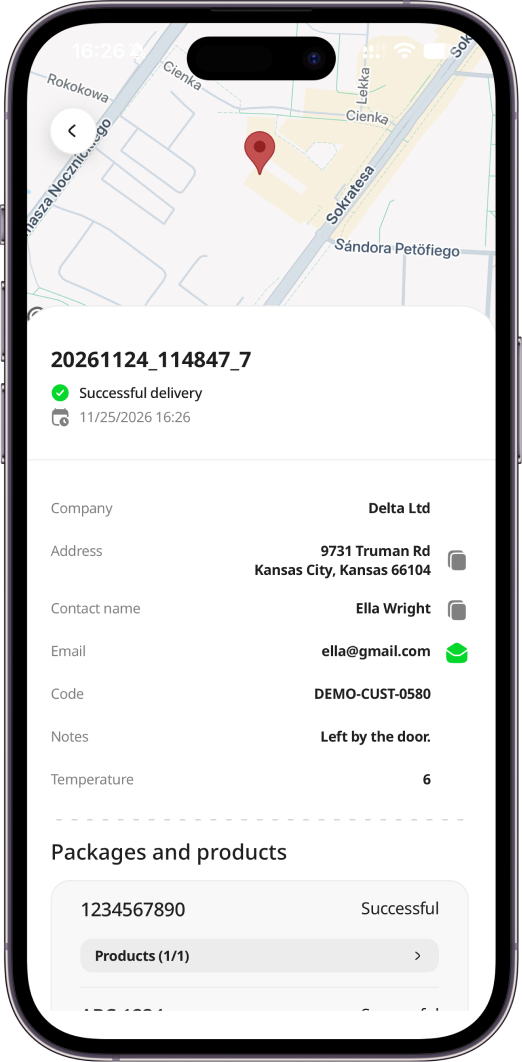 16:26
Rokokowa
Cienka
Lekka
Cienka
Sokratesa
Sándora Petöfiego
20261124_114847_7
Successful delivery
11/25/2026 16:26
Company Delta Ltd
Address 9731 Truman Rd
Kansas City, Kansas 66104
Contact name Ella Wright
Email ella@gmail.com
Code DEMO-CUST-0580
Notes Left by the door.
Temperature 6
Packages and products
1234567890 Successful
Products (1/1)